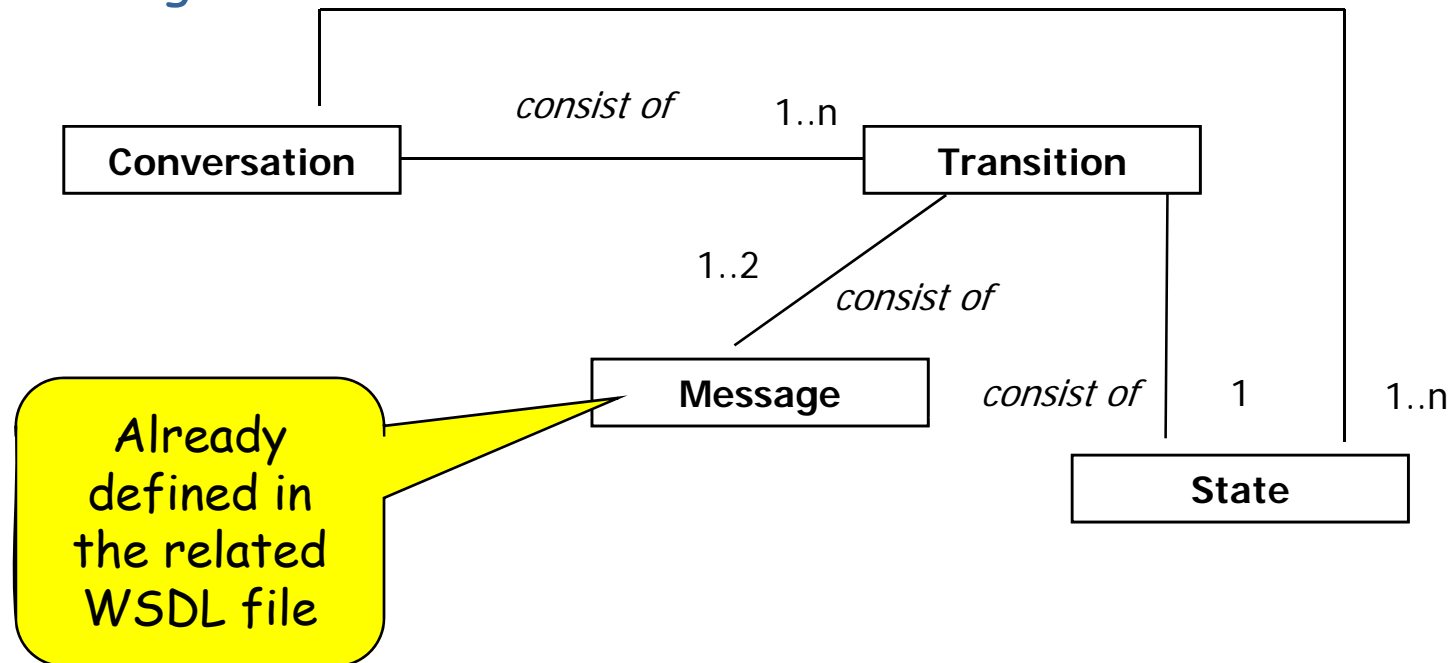 consist of 1..n
Conversation
Transition
1..2
consist of
Message
consist of 1 1..n
State
Already
defined in
the related
WSDL file